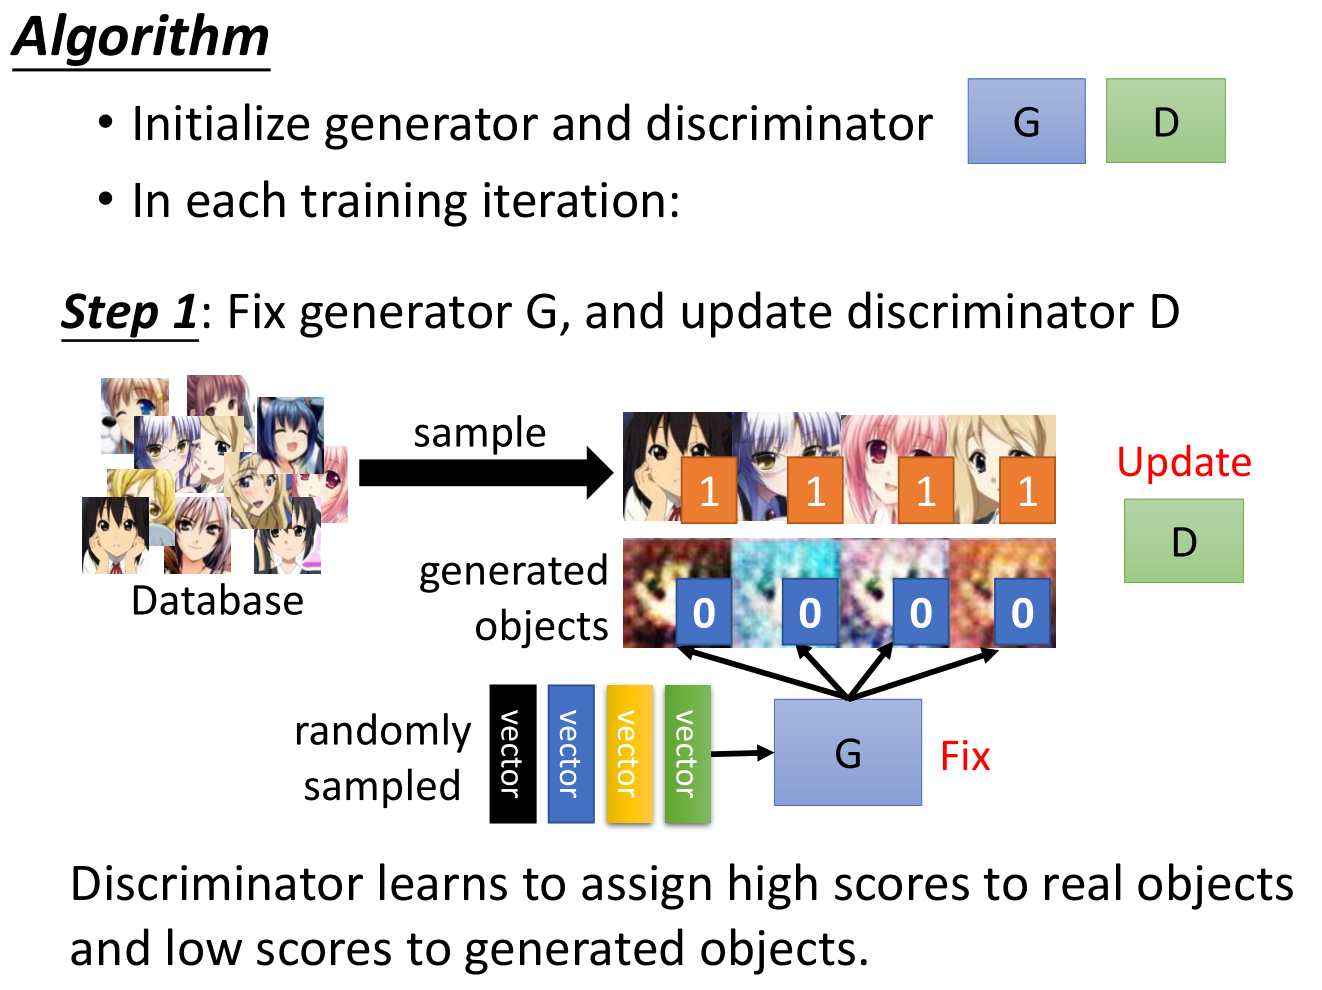 Algorithm
• Initialize generator and discriminator G D
• In each training iteration:
Step 1: Fix generator G, and update discriminator D
sample
1 1 1 1
Update
D
Database
generated
objects
0 0 0 0
randomly
sampled
vector vector vector vector
G
Fix
Discriminator learns to assign high scores to real objects
and low scores to generated objects.